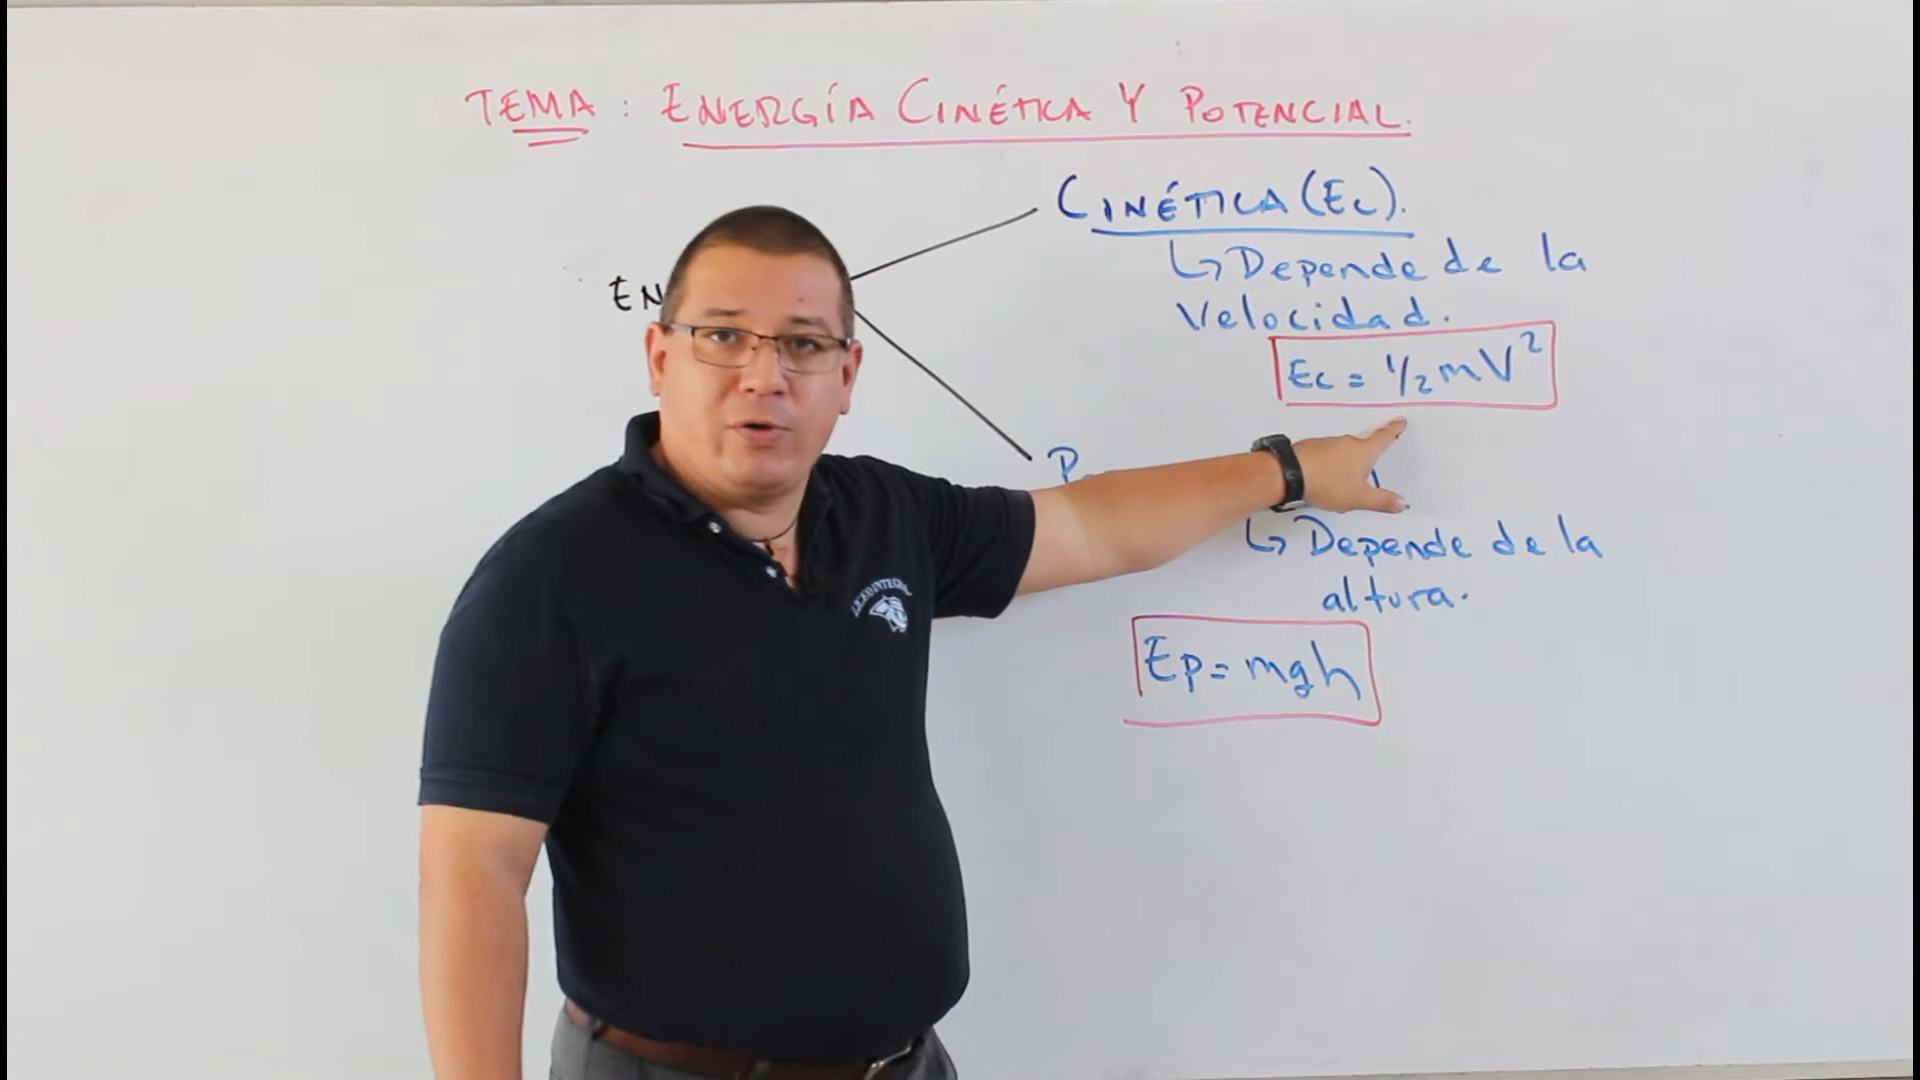 TEMA : ENERGÍA CINÉTICA Y POTENCIAL.
CINÉTICA (Ec).
↳ Depende de la
Velocidad.
Ec = 1/2 mV²
↳ Depende de la
altura.
Ep = mgh